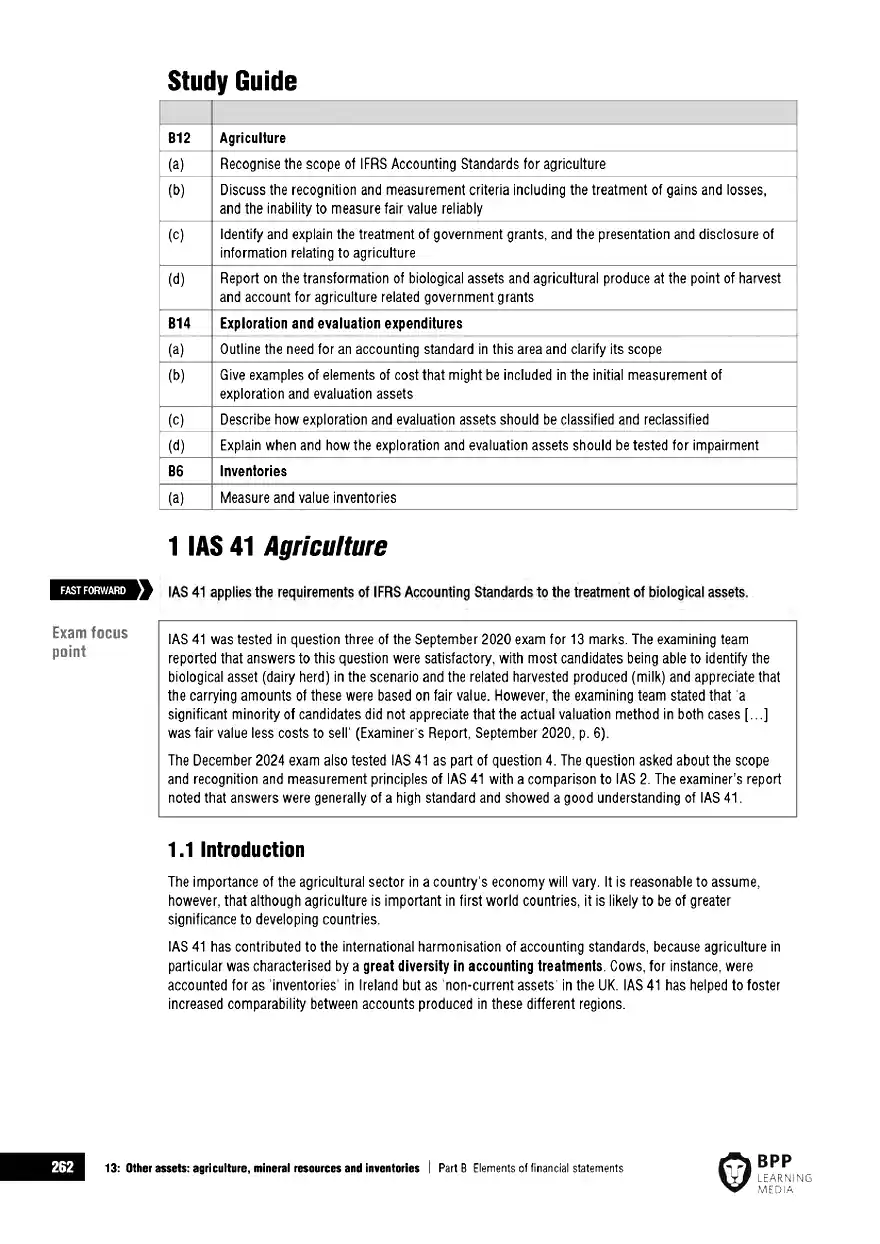 Study Guide
B12 Agriculture
(a) Recognise the scope of IFRS Accounting Standards for agriculture
(b) Discuss the recognition and measurement criteria including the treatment of gains and losses,
and the inability to measure fair value reliably
(c) Identify and explain the treatment of government grants, and the presentation and disclosure of
information relating to agriculture
(d) Report on the transformation of biological assets and agricultural produce at the point of harvest
and account for agriculture related government grants
B14 Exploration and evaluation expenditures
(a) Outline the need for an accounting standard in this area and clarify its scope
(b) Give examples of elements of cost that might be included in the initial measurement of
exploration and evaluation assets
(c) Describe how exploration and evaluation assets should be classified and reclassified
(d) Explain when and how the exploration and evaluation assets should be tested for impairment
B6 Inventories
(a) Measure and value inventories
1 IAS 41 Agriculture
FAST FORWARD
IAS 41 applies the requirements of IFRS Accounting Standards to the treatment of biological assets.
Exam focus
point
IAS 41 was tested in question three of the September 2020 exam for 13 marks. The examining team
reported that answers to this question were satisfactory, with most candidates being able to identify the
biological asset (dairy herd) in the scenario and the related harvested produced (milk) and appreciate that
the carrying amounts of these were based on fair value. However, the examining team stated that 'a
significant minority of candidates did not appreciate that the actual valuation method in both cases [...]
was fair value less costs to sell' (Examiner's Report, September 2020, p. 6).
The December 2024 exam also tested IAS 41 as part of question 4. The question asked about the scope
and recognition and measurement principles of IAS 41 with a comparison to IAS 2. The examiner's report
noted that answers were generally of a high standard and showed a good understanding of IAS 41.
1.1 Introduction
The importance of the agricultural sector in a country's economy will vary. It is reasonable to assume,
however, that although agriculture is important in first world countries, it is likely to be of greater
significance to developing countries.
IAS 41 has contributed to the international harmonisation of accounting standards, because agriculture in
particular was characterised by a great diversity in accounting treatments. Cows, for instance, were
accounted for as 'inventories' in Ireland but as 'non-current assets' in the UK. IAS 41 has helped to foster
increased comparability between accounts produced in these different regions.
262 13: Other assets: agriculture, mineral resources and inventories | Part B Elements of financial statements
BPP
LEARNING
MEDIA